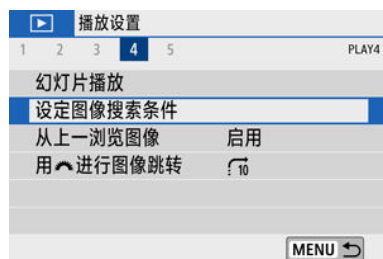 播放设置
1 2 3 4 5 PLAY4
幻灯片播放
设定图像搜索条件
从上一浏览图像 启用
用进行图像跳转 10
MENU